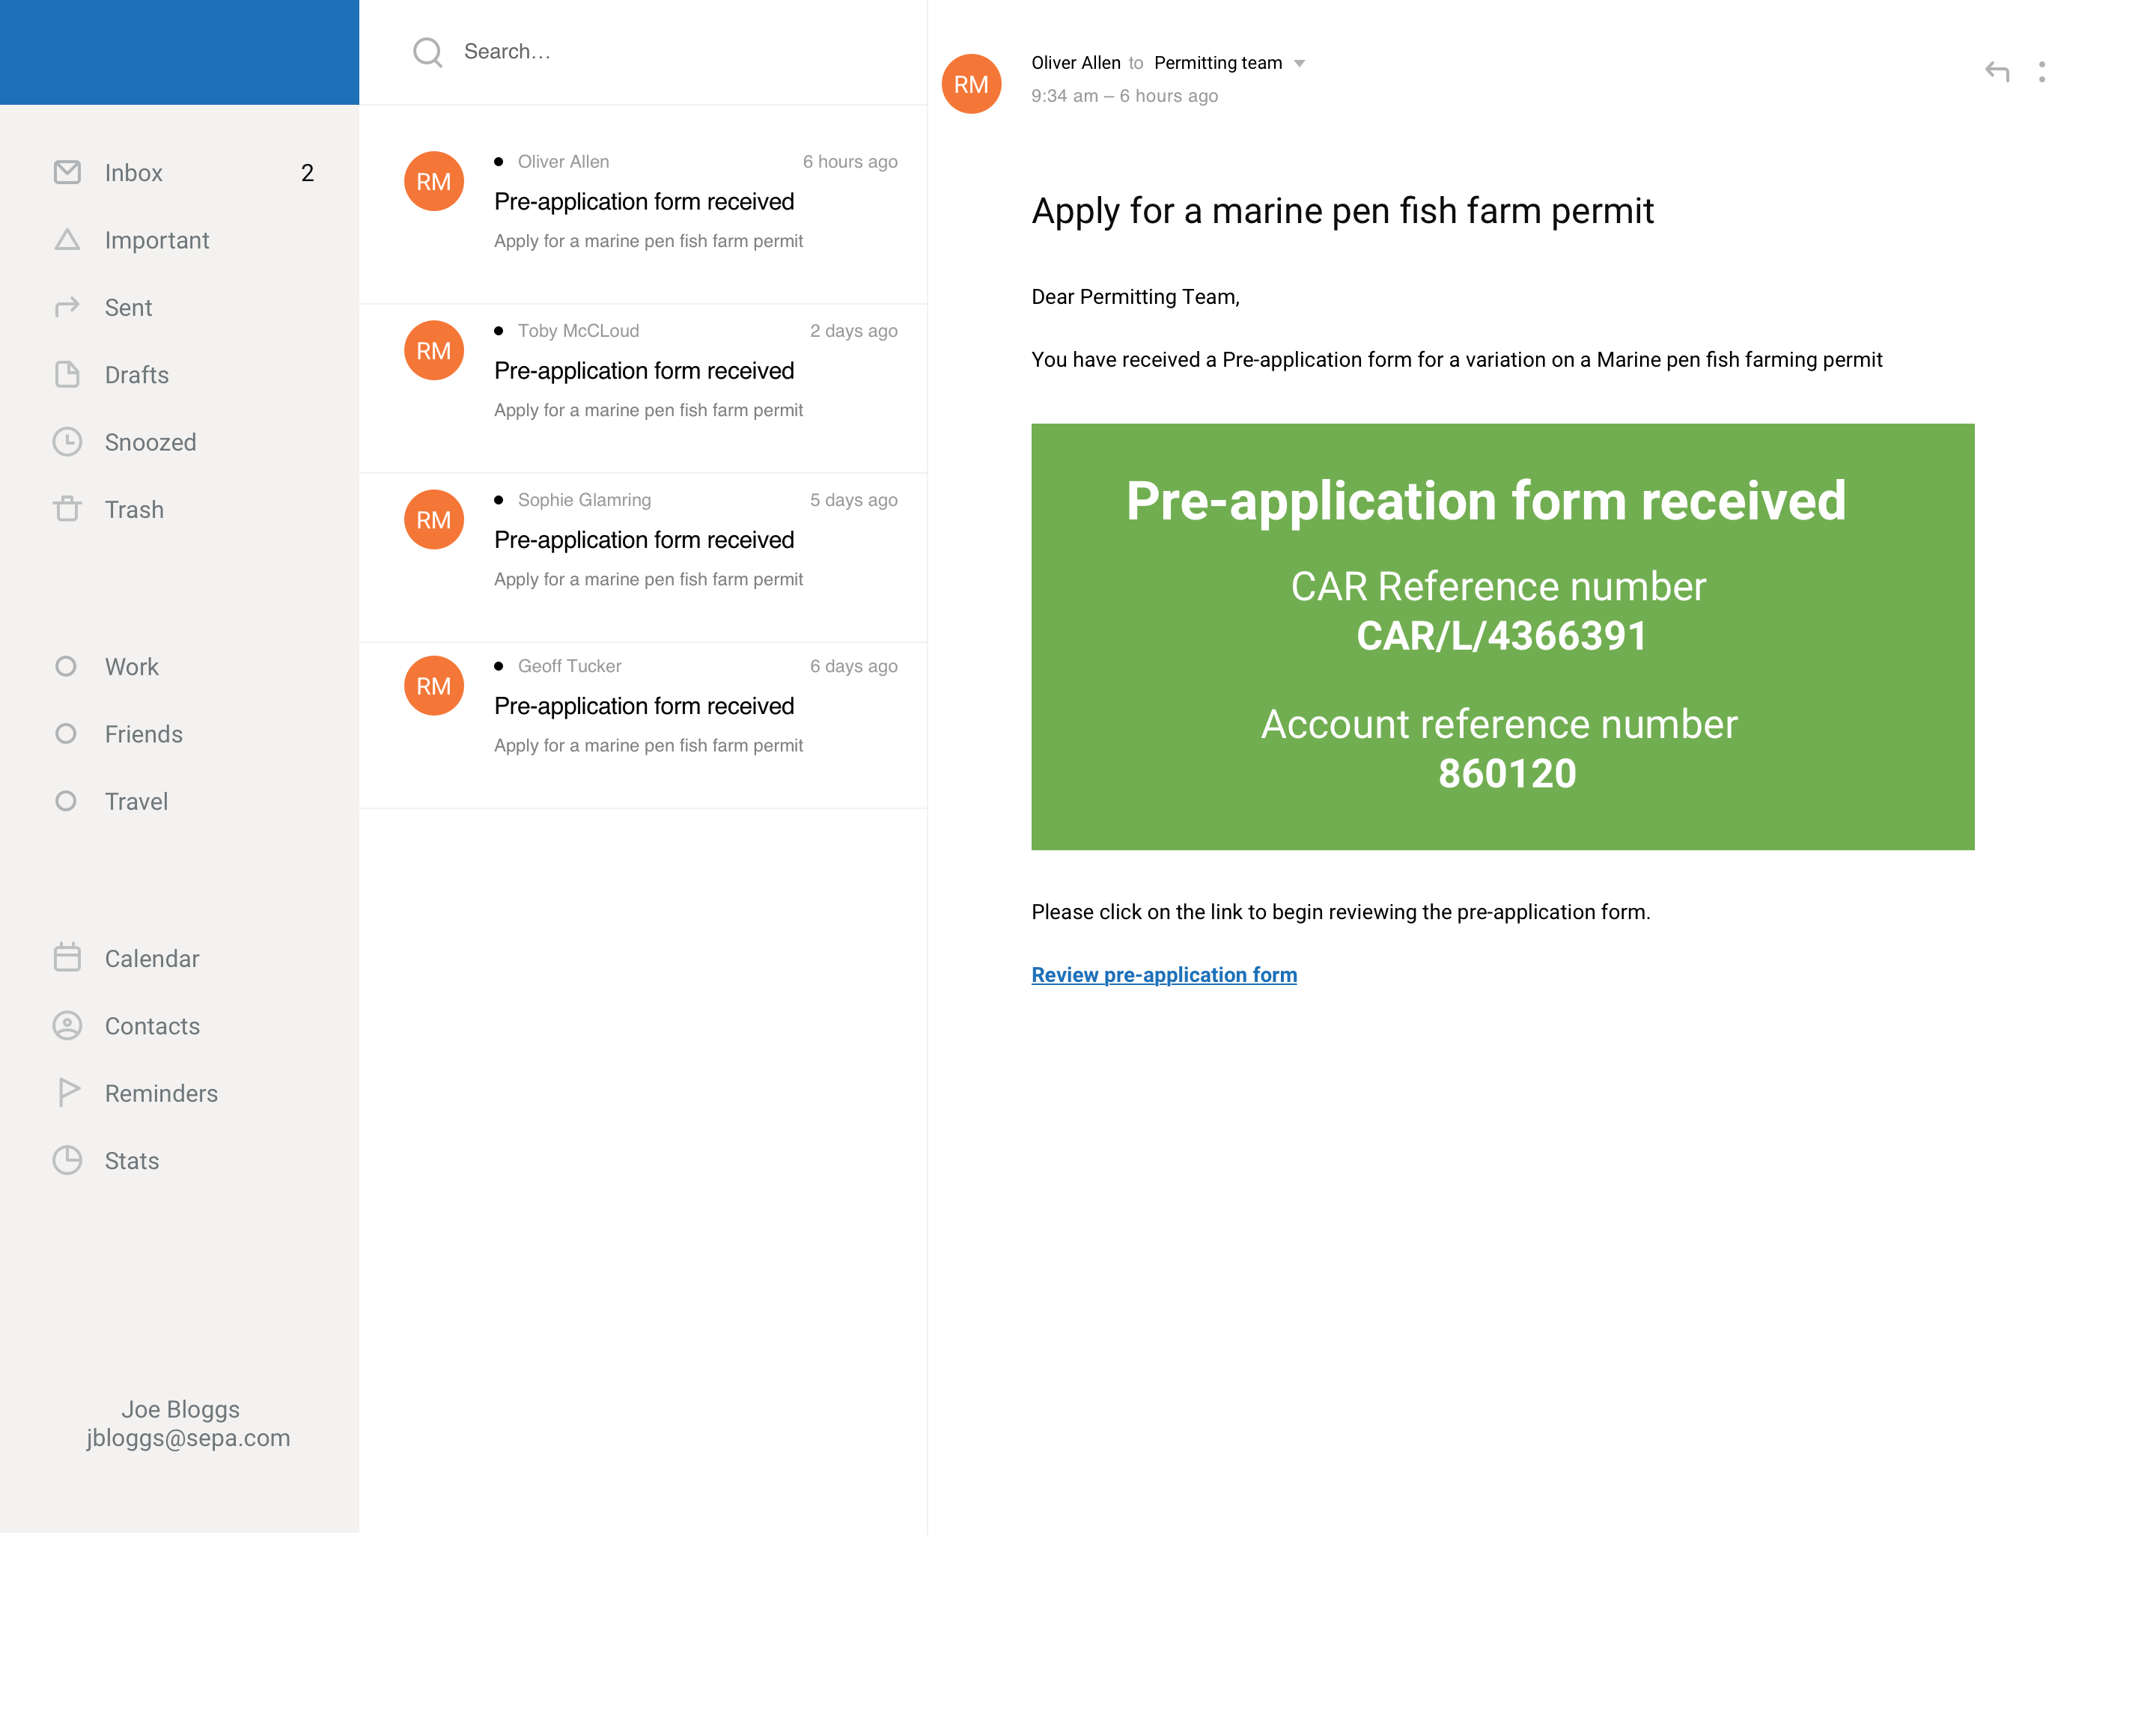 Inbox 2
Important
Sent
Drafts
Snoozed
Trash
Work
Friends
Travel
Calendar
Contacts
Reminders
Stats
Joe Bloggs
jbloggs@sepa.com
Search...
RM
Oliver Allen 6 hours ago
Pre-application form received
Apply for a marine pen fish farm permit
RM
Toby McCLoud 2 days ago
Pre-application form received
Apply for a marine pen fish farm permit
RM
Sophie Glamring 5 days ago
Pre-application form received
Apply for a marine pen fish farm permit
RM
Geoff Tucker 6 days ago
Pre-application form received
Apply for a marine pen fish farm permit
RM
Oliver Allen to Permitting team
9:34 am – 6 hours ago
Apply for a marine pen fish farm permit
Dear Permitting Team,
You have received a Pre-application form for a variation on a Marine pen fish farming permit
Pre-application form received
CAR Reference number
CAR/L/4366391
Account reference number
860120
Please click on the link to begin reviewing the pre-application form.
Review pre-application form